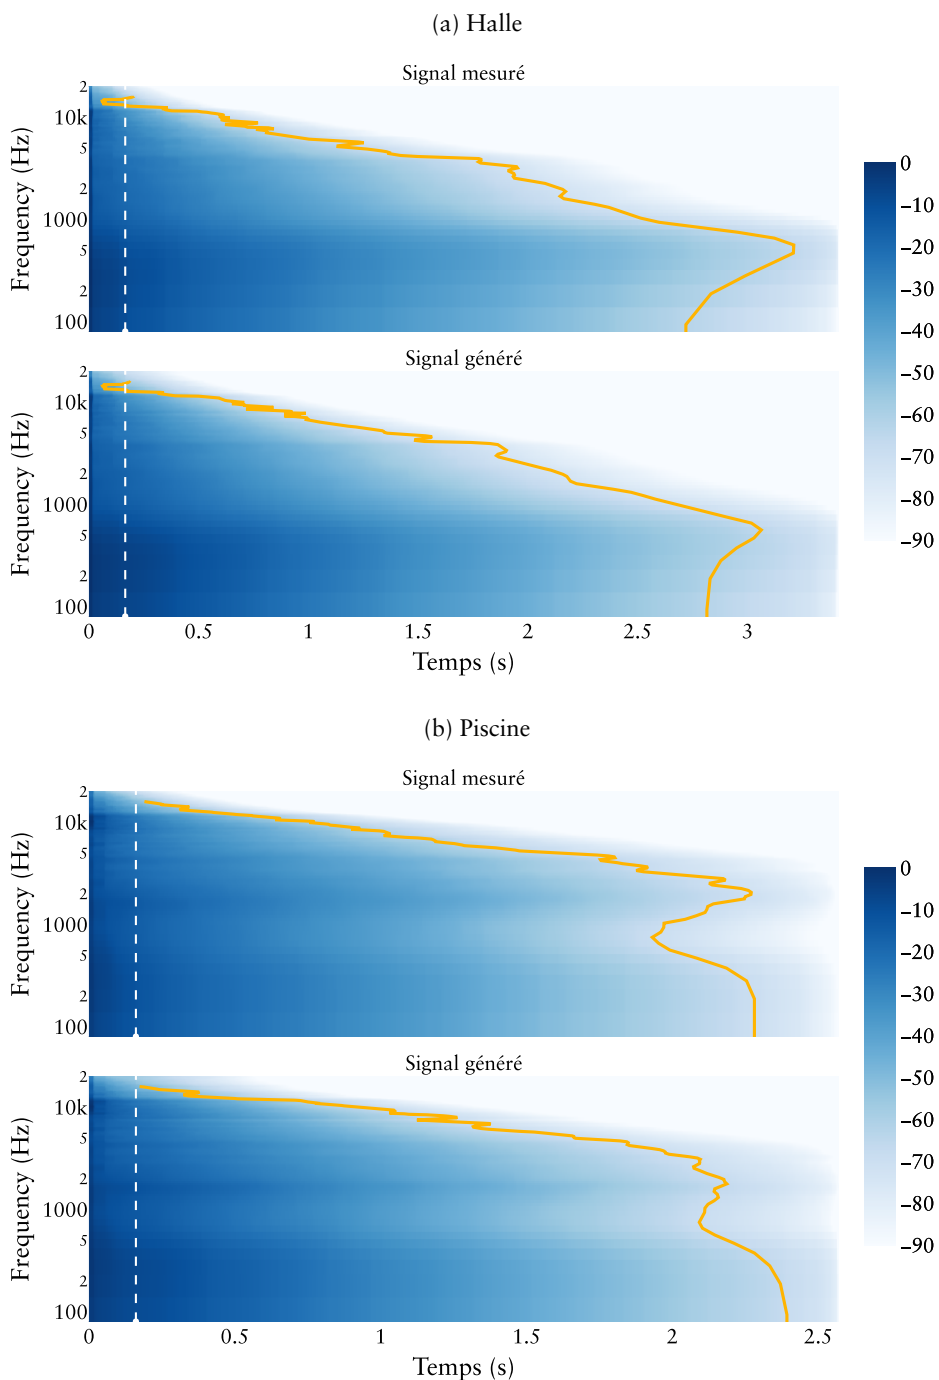 (a) Halle
Signal mesuré
Frequency (Hz)
2
10k
5
2
1000
5
2
100
Signal généré
Frequency (Hz)
2
10k
5
2
1000
5
2
100
0 0.5 1 1.5 2 2.5 3
Temps (s)
0
−10
−20
−30
−40
−50
−60
−70
−80
−90
(b) Piscine
Signal mesuré
Frequency (Hz)
2
10k
5
2
1000
5
2
100
Signal généré
Frequency (Hz)
2
10k
5
2
1000
5
2
100
0 0.5 1 1.5 2 2.5
Temps (s)
0
−10
−20
−30
−40
−50
−60
−70
−80
−90